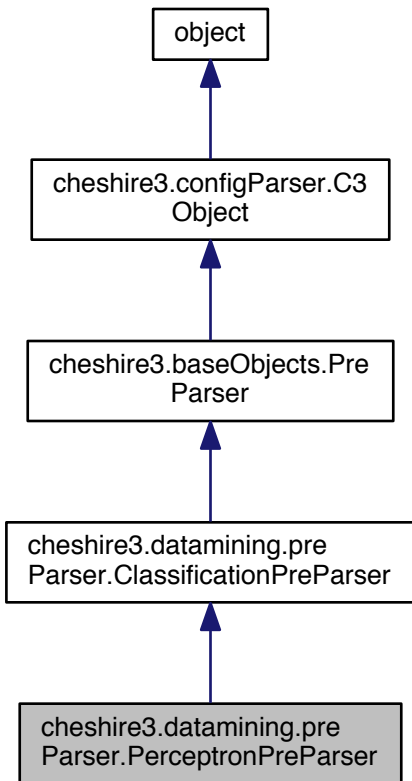 object
cheshire3.configParser.C3
Object
cheshire3.baseObjects.Pre
Parser
cheshire3.datamining.pre
Parser.ClassificationPreParser
cheshire3.datamining.pre
Parser.PerceptronPreParser